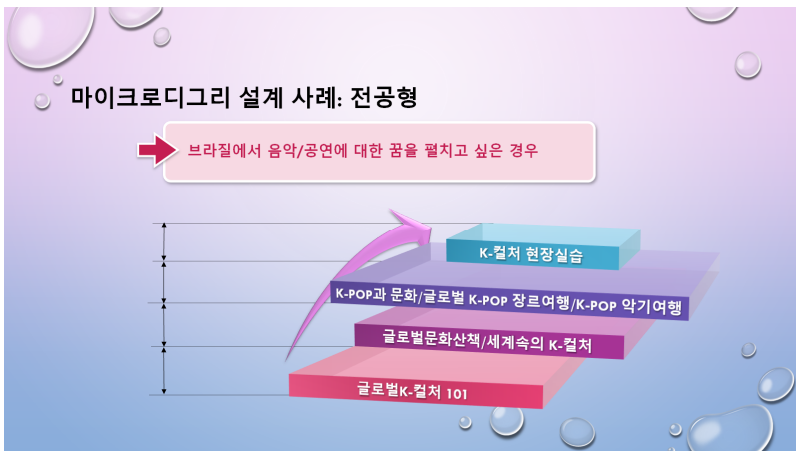 마이크로디그리 설계 사례: 전공형
브라질에서 음악/공연에 대한 꿈을 펼치고 싶은 경우
K-컬처 현장실습
K-POP과 문화/글로벌 K-POP 장르여행/K-POP 악기여행
글로벌문화산책/세계속의 K-컬처
글로벌K-컬처 101